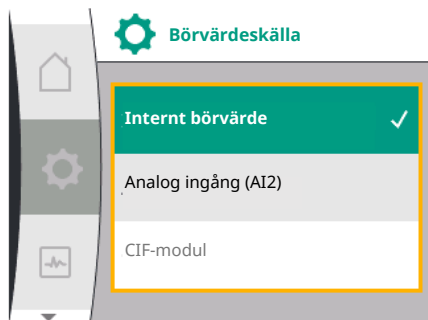 Börvärdeskälla
Internt börvärde
Analog ingång (AI2)
CIF-modul